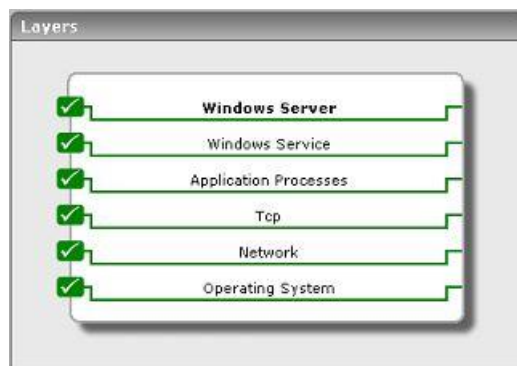 Layers
Windows Server
Windows Service
Application Processes
Tcp
Network
Operating System